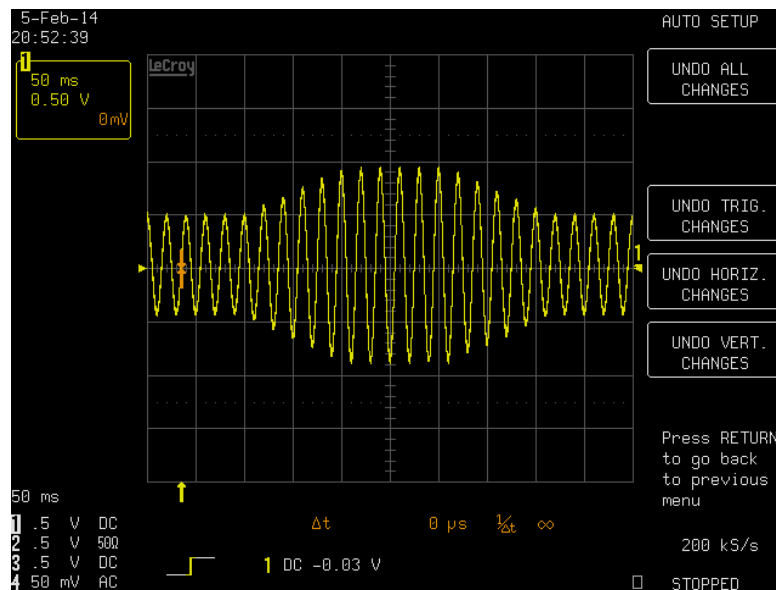 5-Feb-14
20:52:39
1
50 ms
0.50 V
0mV
LeCroy
1
AUTO SETUP
UNDO ALL
CHANGES
UNDO TRIG.
CHANGES
UNDO HORIZ.
CHANGES
UNDO VERT.
CHANGES
Press RETURN
to go back
to previous
menu
50 ms
1 .5 V DC
2 .5 V 50Ω
3 .5 V DC
4 50 mV AC
Δt 0 µs 1/Δt ∞
1 DC -0.03 V
200 kS/s
STOPPED